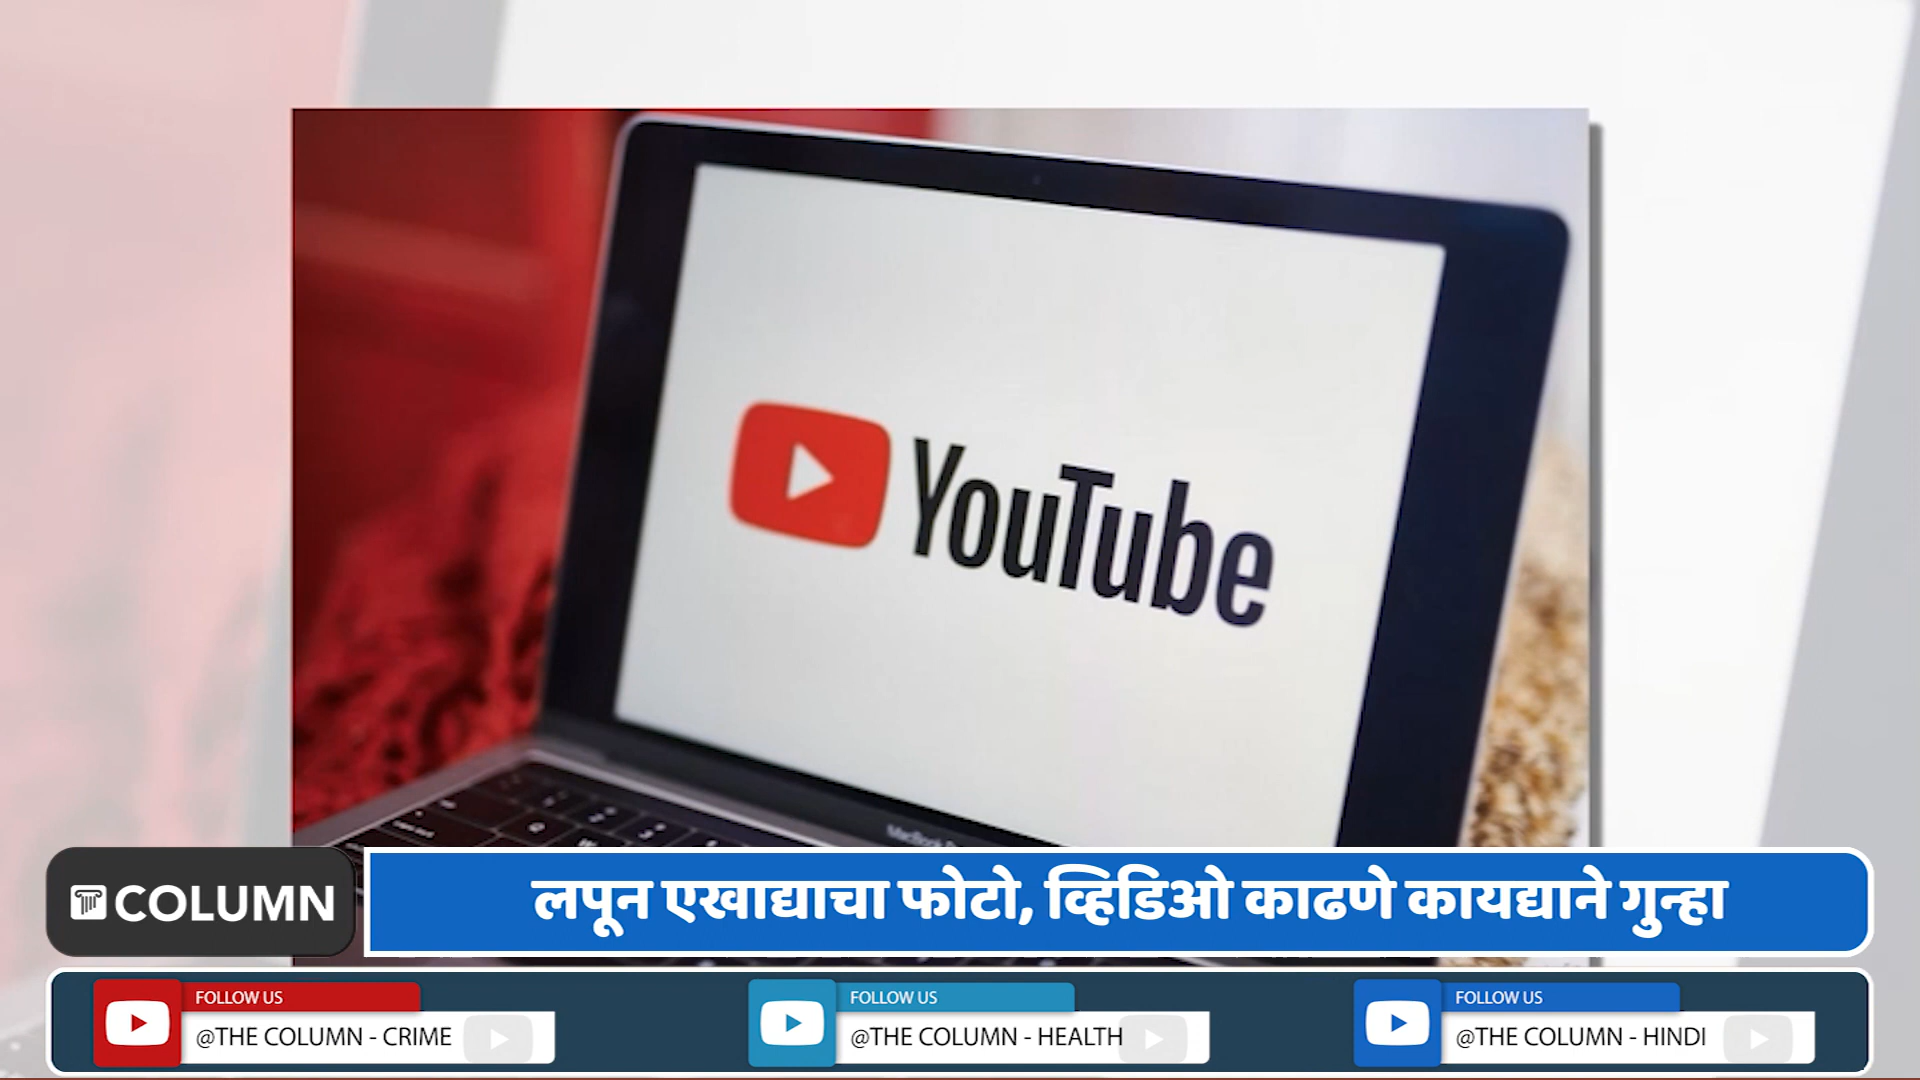 YouTube
COLUMN
लपून एखाद्याचा फोटो, व्हिडिओ काढणे कायद्याने गुन्हा
FOLLOW US
@THE COLUMN - CRIME
FOLLOW US
@THE COLUMN - HEALTH
FOLLOW US
@THE COLUMN - HINDI